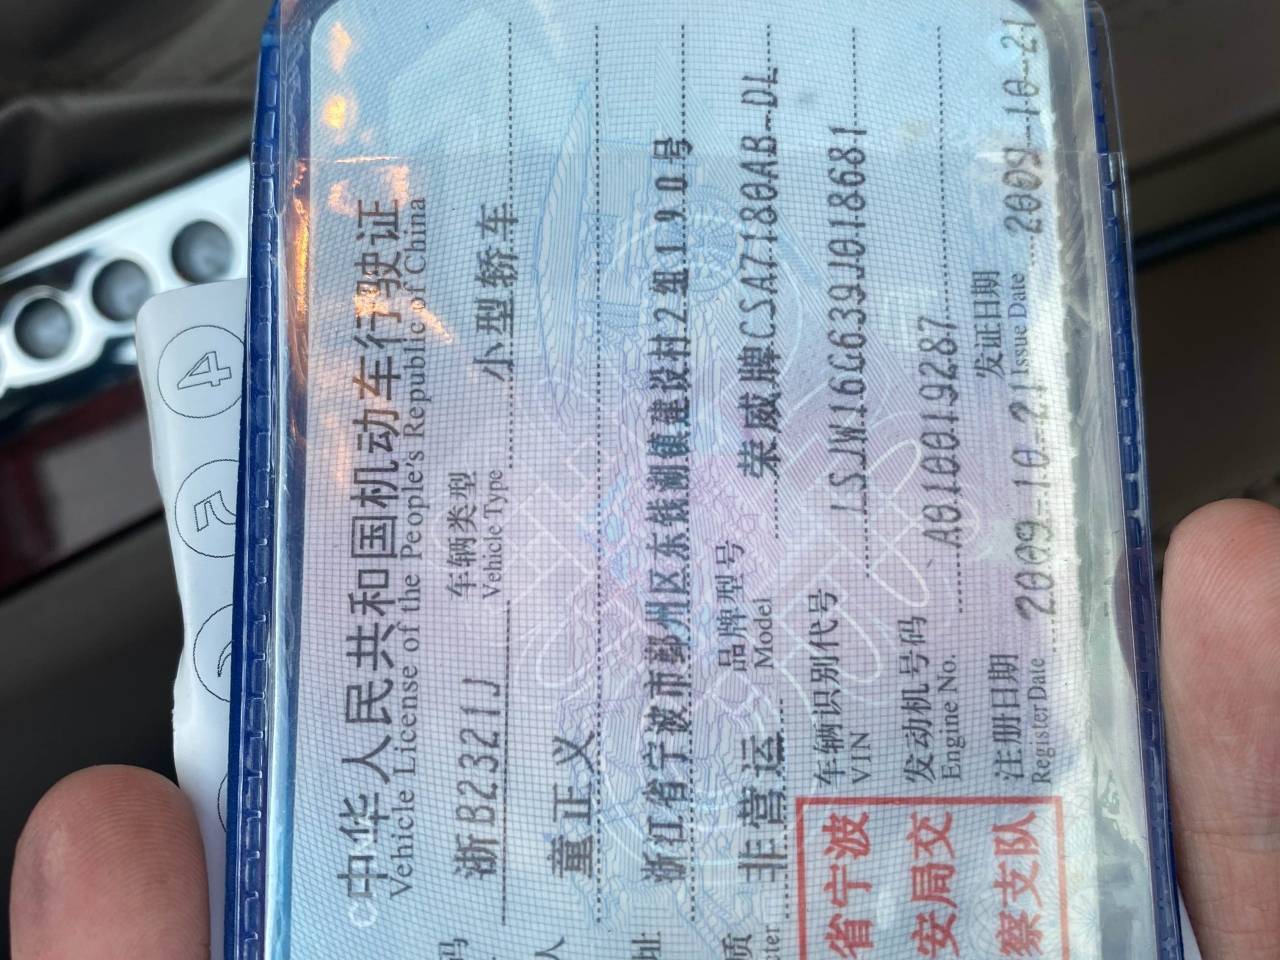 中华人民共和国机动车行驶证
Vehicle License of the People's Republic of China
浙B2321J 车辆类型 小型轿车
Vehicle Type
童正义
浙江省宁波市鄞州区东钱湖镇建设村2组190号
非营运 品牌型号 荣威牌CSA7180AB-DL
Model
车辆识别代号 LSJW16G639J018681
VIN
发动机号码 A0100192287
Engine No.
注册日期 2009-10-21 发证日期 2009-10-21
Register Date Issue Date
省宁波
安局交
察支队
4
5